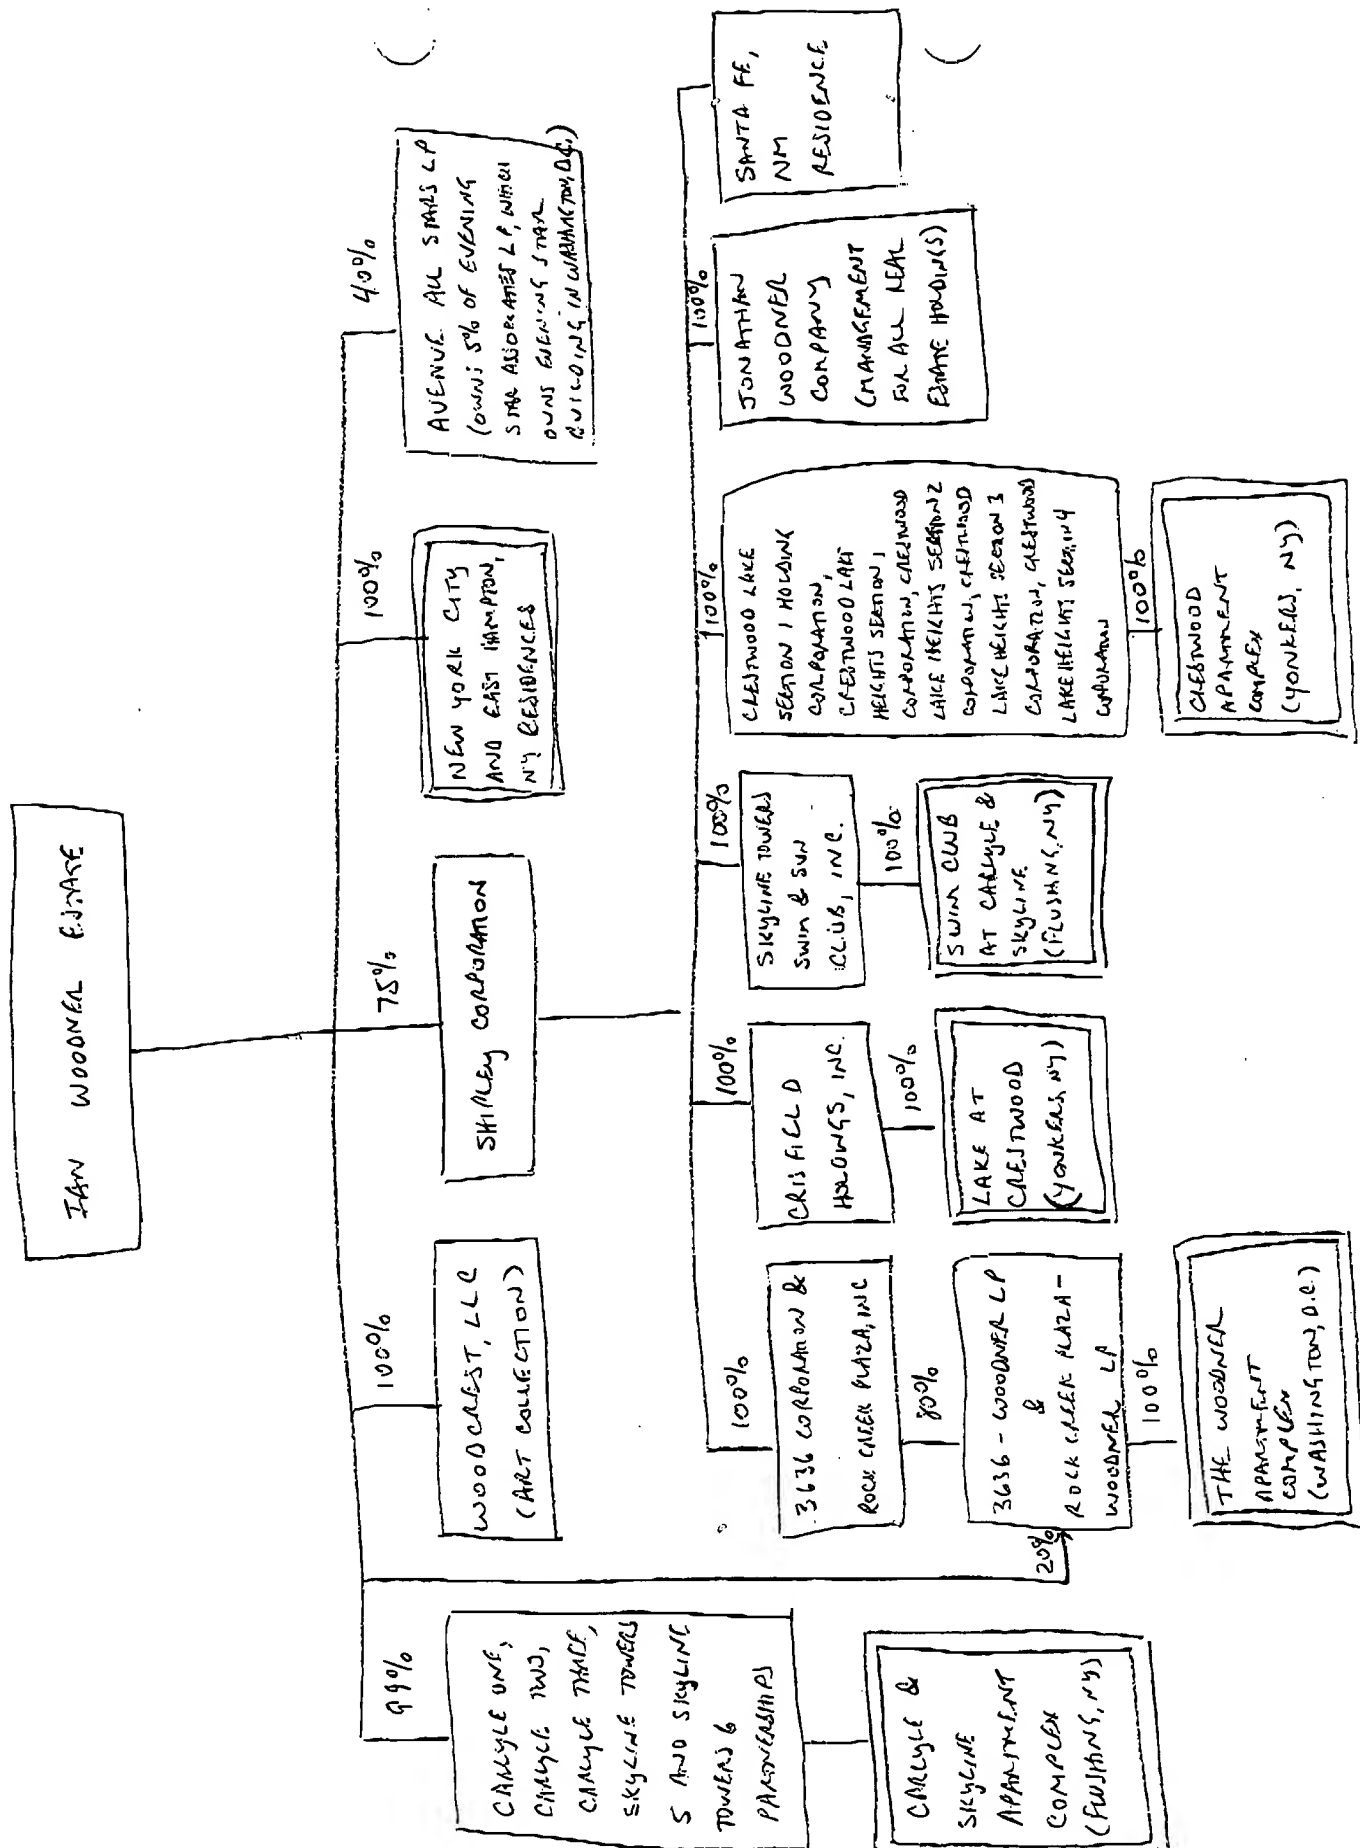 IAN WOODNER ESTATE
99%
100%
75%
100%
40%
CARLYLE ONE,
CARLYLE TWO,
CARLYLE THREE,
SKYLINE TOWERS
5 AND SKYLINE
TOWERS 6
PARTNERSHIPS
WOODCREST, LLC
(ART COLLECTION)
SHIRLEY CORPORATION
NEW YORK CITY
AND EAST HAMPTON,
NY RESIDENCES
AVENUE ALL STARS LP
(OWNS 5% OF EVENING
STAR ASSOCIATES LP, WHICH
OWNS EVENING STAR
BUILDING IN WASHINGTON, D.C.)
CARLYLE &
SKYLINE
APARTMENT
COMPLEX
(FLUSHING, NY)
20%
100%
3636 CORPORATION &
ROCK CREEK PLAZA, INC
80%
3636 - WOODNER LP
&
ROCK CREEK PLAZA -
WOODNER LP
100%
THE WOODNER
APARTMENT
COMPLEX
(WASHINGTON, D.C.)
100%
CRISFIELD
HOLDINGS, INC.
100%
LAKE AT
CRESTWOOD
(YONKERS, NY)
100%
SKYLINE TOWERS
SWIM & SUN
CLUB, INC.
100%
SWIM CLUB
AT CARLYLE &
SKYLINE
(FLUSHING, NY)
100%
CRESTWOOD LAKE
SECTION 1 HOLDING
CORPORATION,
CRESTWOOD LAKE
HEIGHTS SECTION 1
CORPORATION, CRESTWOOD
LAKE HEIGHTS SECTION 2
CORPORATION, CRESTWOOD
LAKE HEIGHTS SECTION 3
CORPORATION, CRESTWOOD
LAKE HEIGHTS SECTION 4
CORPORATION
100%
CRESTWOOD
APARTMENT
COMPLEX
(YONKERS, NY)
100%
JONATHAN
WOODNER
COMPANY
(MANAGEMENT
FOR ALL REAL
ESTATE HOLDINGS)
SANTA FE,
NM
RESIDENCE